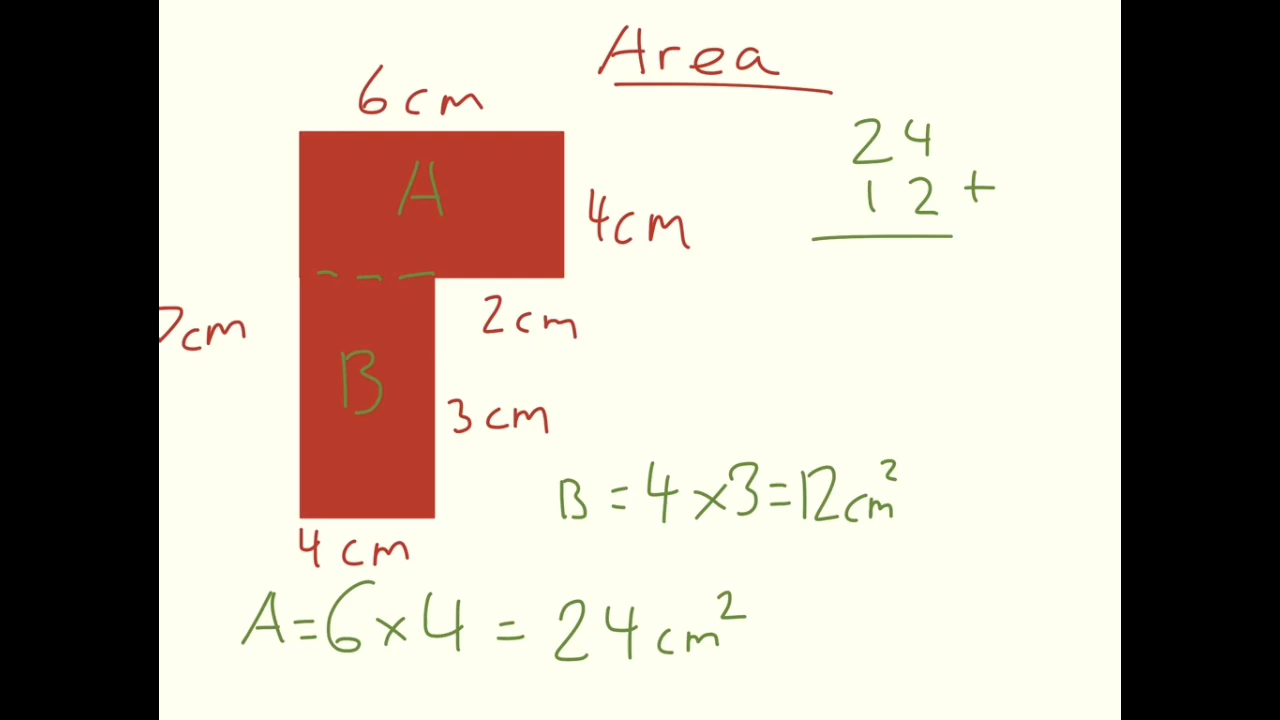 Area
6cm
24
A
12 +
4cm
2cm
7cm
B
3cm
B = 4 x 3 = 12cm²
4cm
A = 6 x 4 = 24cm²